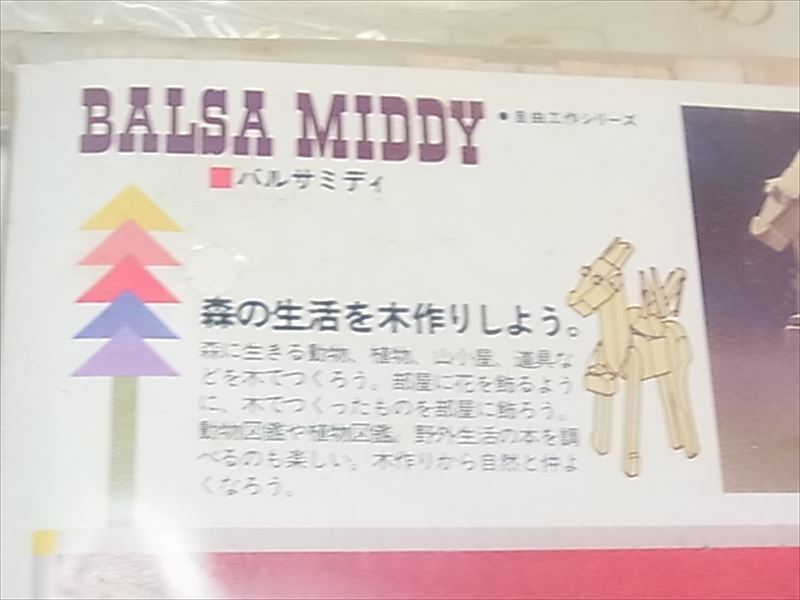 BALSA MIDDY
●自由工作シリーズ
■バルサミディ
森の生活を木作りしよう。
森に生きる動物、植物、山小屋、道具な
どを木でつくろう。部屋に花を飾るよう
に、木でつくったものを部屋に飾ろう。
動物図鑑や植物図鑑、野外生活の本を調
べるのも楽しい。木作りから自然と仲よ
くなろう。